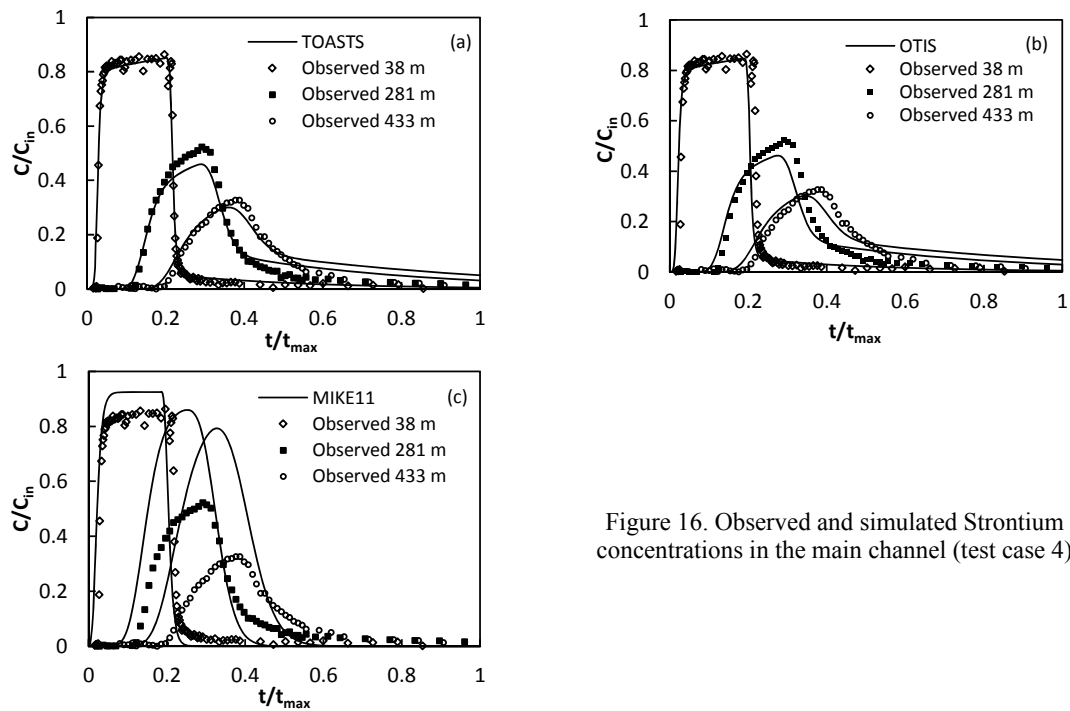 1
0.8
0.6
0.4
0.2
0
C/Cin
(a)
TOASTS
Observed 38 m
Observed 281 m
Observed 433 m
0 0.2 0.4 0.6 0.8 1
t/tmax
1
0.8
0.6
0.4
0.2
0
C/Cin
(b)
OTIS
Observed 38 m
Observed 281 m
Observed 433 m
0 0.2 0.4 0.6 0.8 1
t/tmax
1
0.8
0.6
0.4
0.2
0
C/Cin
(c)
MIKE11
Observed 38 m
Observed 281 m
Observed 433 m
0 0.2 0.4 0.6 0.8 1
t/tmax
Figure 16. Observed and simulated Strontium
concentrations in the main channel (test case 4)